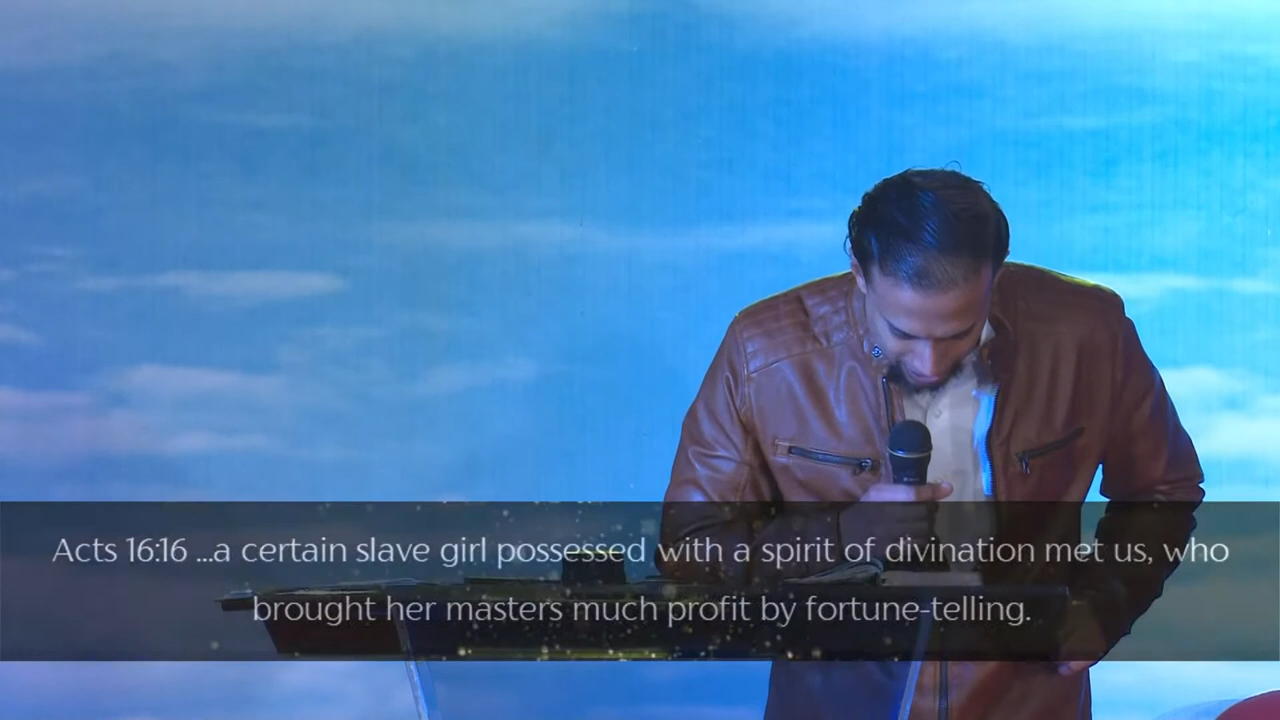 Acts 16:16 ...a certain slave girl possessed with a spirit of divination met us, who
brought her masters much profit by fortune-telling.